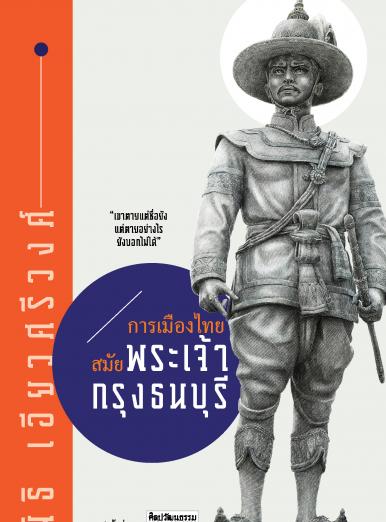 "เขาตายแต่ชื่อยัง
แต่ตายอย่างไร
ยังบอกไม่ได้"
การเมืองไทย
สมัย พระเจ้า
กรุงธนบุรี
เอียวศรีวงศ์
ศิลปวัฒนธรรม